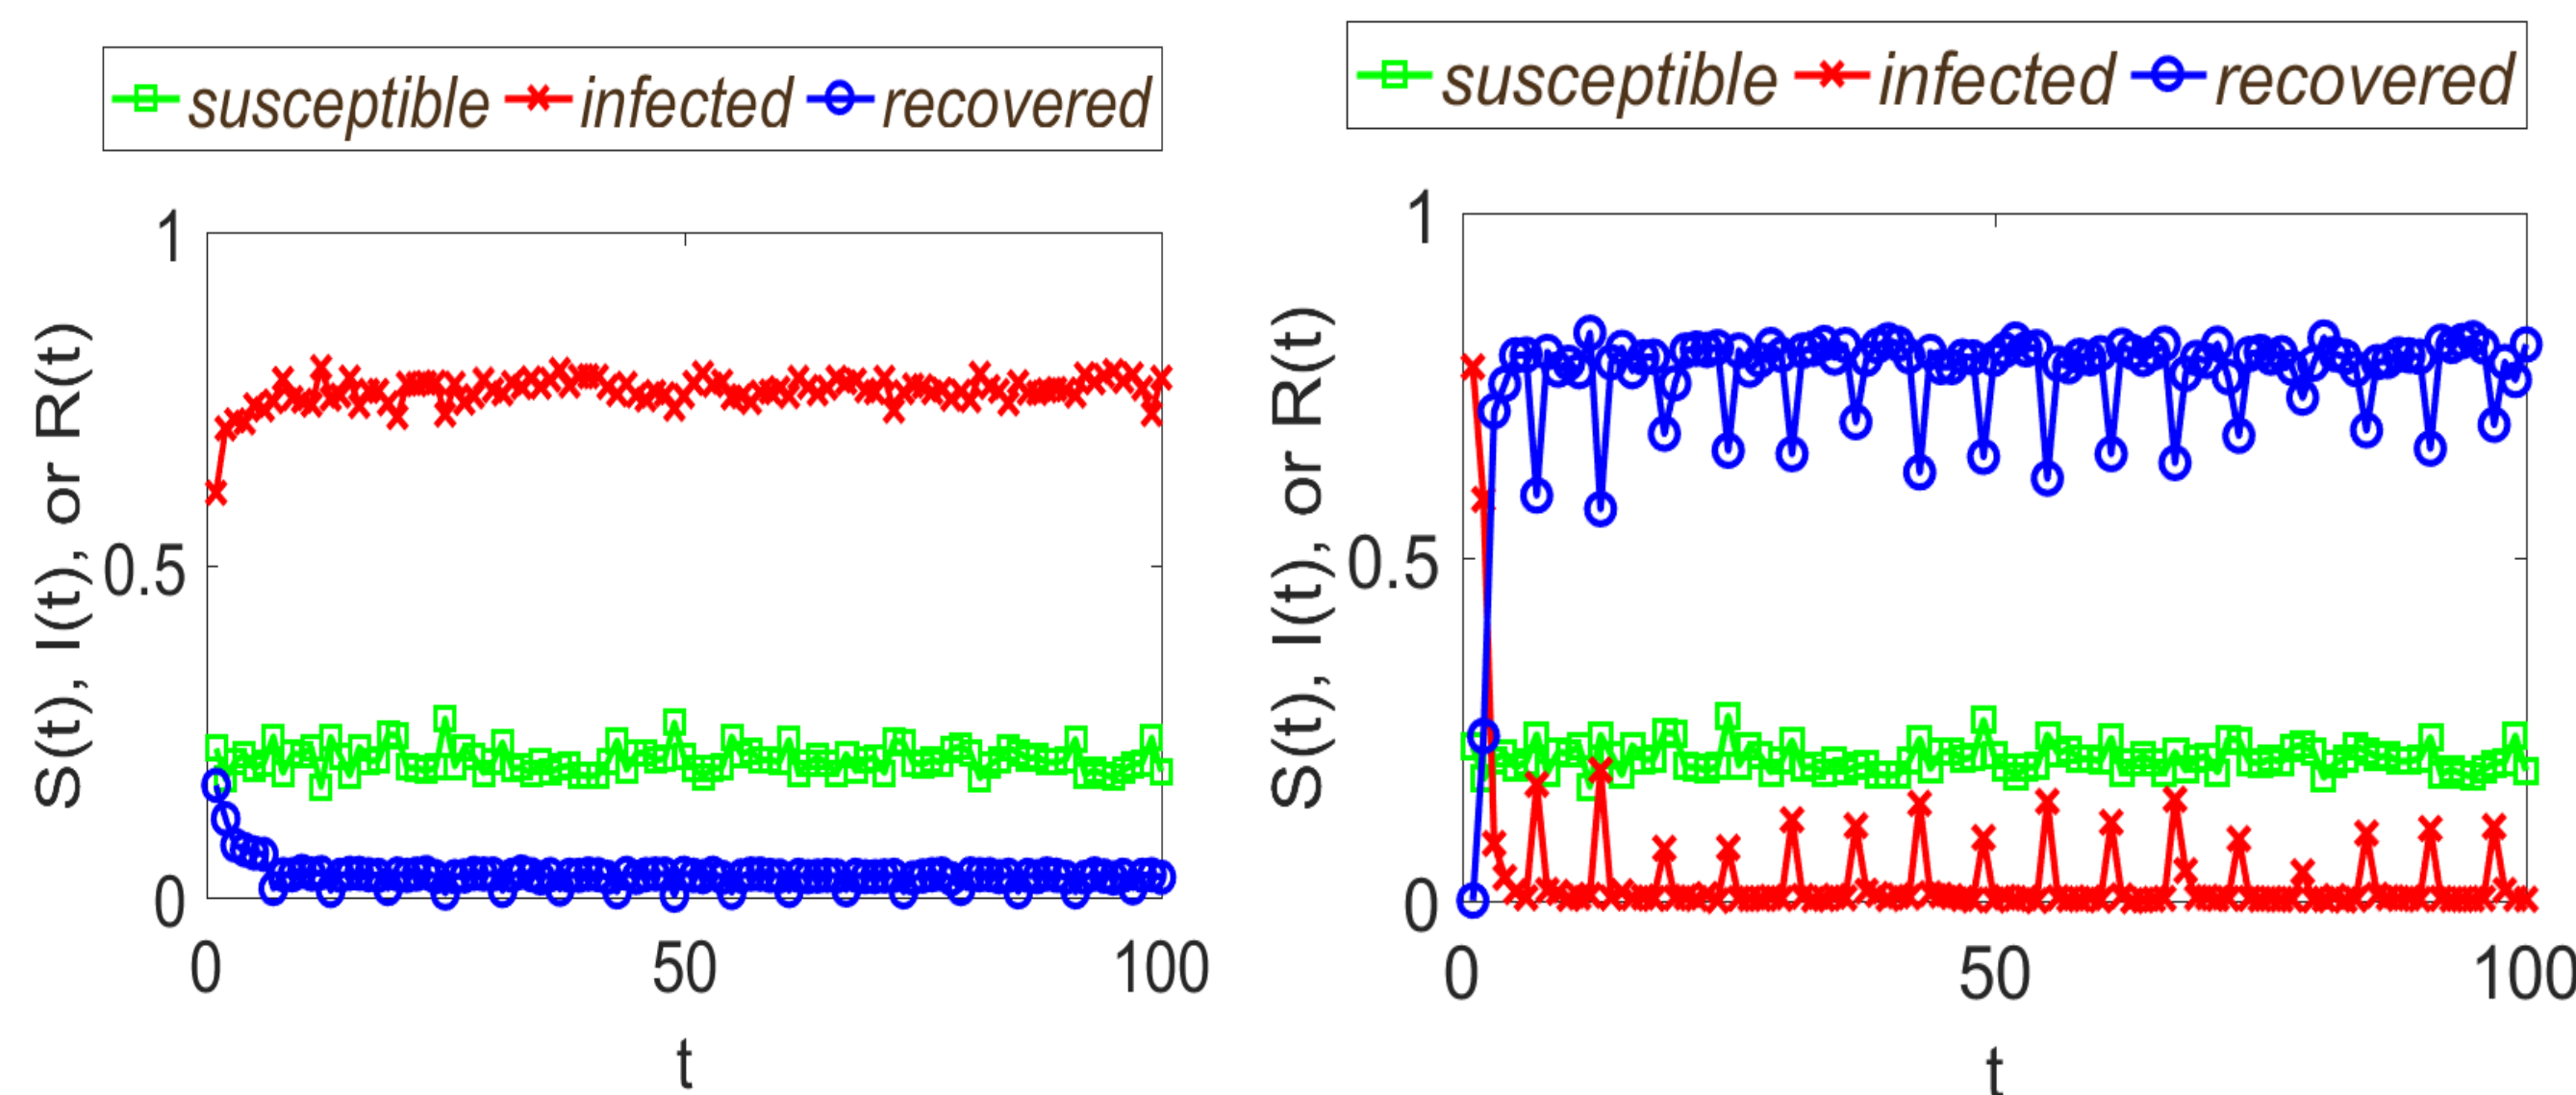 susceptible infected recovered
1
0.5
0
S(t), I(t), or R(t)
0 50 100
t
susceptible infected recovered
1
0.5
0
S(t), I(t), or R(t)
0 50 100
t